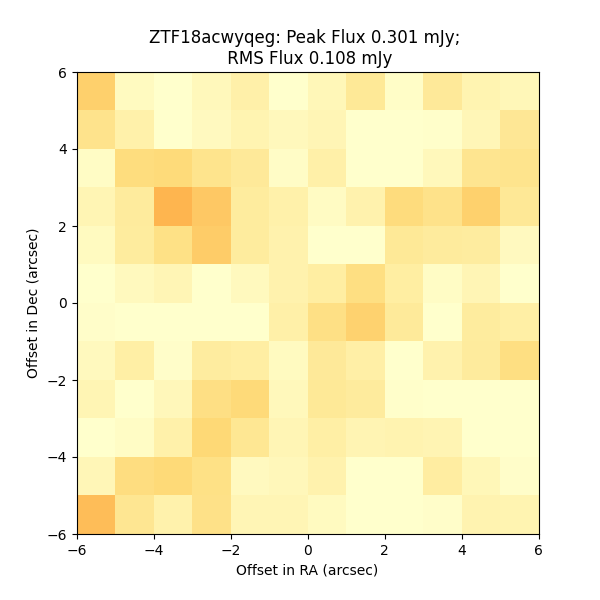 ZTF18acwyqeg: Peak Flux 0.301 mJy;
RMS Flux 0.108 mJy
6
4
2
0
−2
−4
−6
Offset in Dec (arcsec)
−6 −4 −2 0 2 4 6
Offset in RA (arcsec)